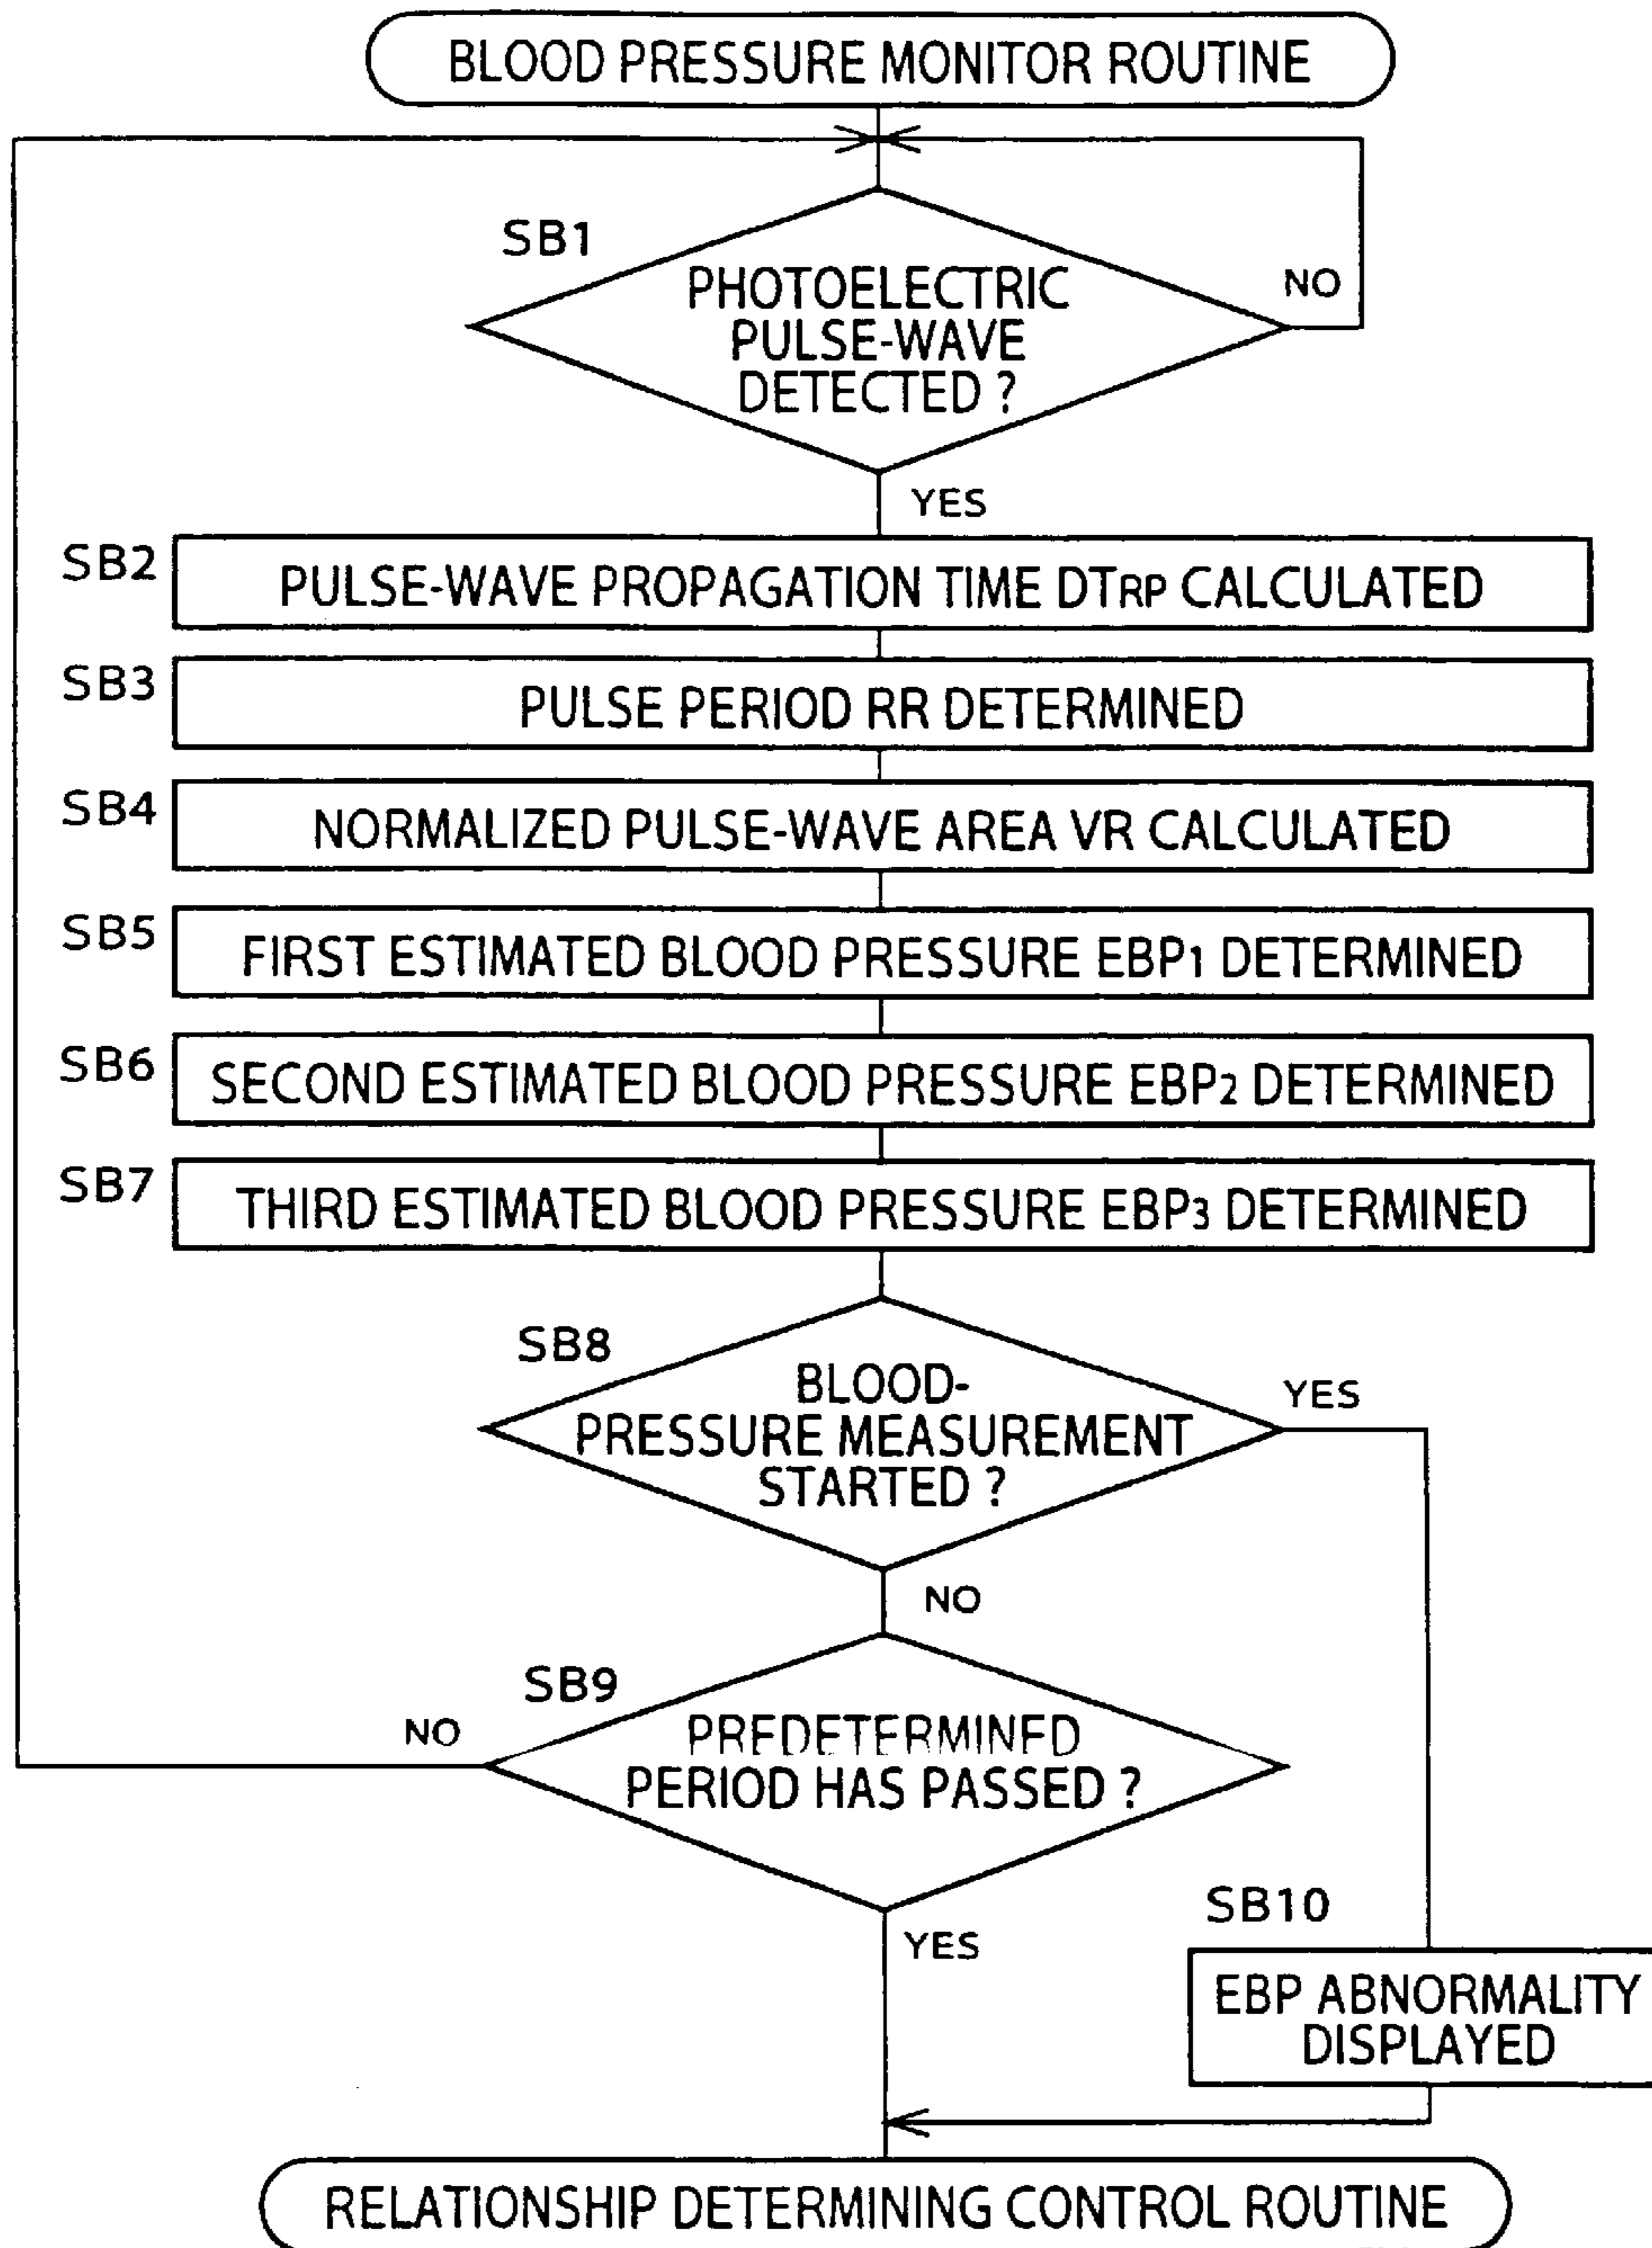 BLOOD PRESSURE MONITOR ROUTINE
SB1
PHOTOELECTRIC
PULSE-WAVE
DETECTED ?
NO
YES
SB2
PULSE-WAVE PROPAGATION TIME DTRP CALCULATED
SB3
PULSE PERIOD RR DETERMINED
SB4
NORMALIZED PULSE-WAVE AREA VR CALCULATED
SB5
FIRST ESTIMATED BLOOD PRESSURE EBP1 DETERMINED
SB6
SECOND ESTIMATED BLOOD PRESSURE EBP2 DETERMINED
SB7
THIRD ESTIMATED BLOOD PRESSURE EBP3 DETERMINED
SB8
BLOOD-
PRESSURE MEASUREMENT
STARTED ?
YES
NO
SB9
PREDETERMINED
PERIOD HAS PASSED ?
NO
YES
SB10
EBP ABNORMALITY
DISPLAYED
RELATIONSHIP DETERMINING CONTROL ROUTINE